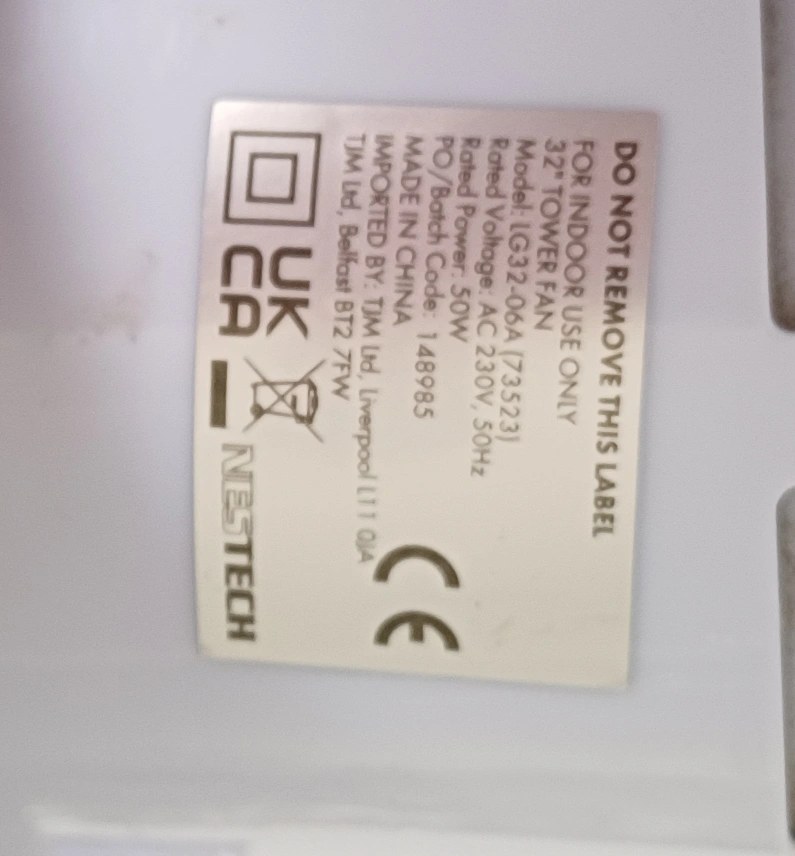 DO NOT REMOVE THIS LABEL
FOR INDOOR USE ONLY
32" TOWER FAN
Model: LG32-06A (73523)
Rated Voltage: AC 230V, 50Hz
Rated Power: 50W
PO/Batch Code: 148985
MADE IN CHINA
IMPORTED BY: TJM Ltd, Liverpool L11 0JA
TJM Ltd, Belfast BT2 7FW
CE
UK
CA
NESTECH